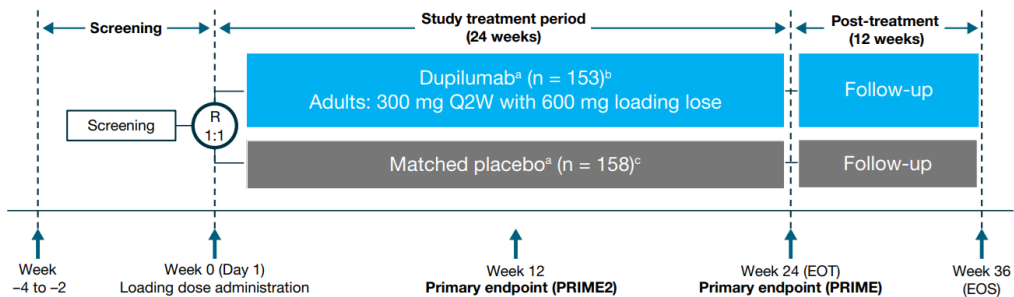 Screening
Study treatment period
(24 weeks)
Post-treatment
(12 weeks)
Dupilumabᵃ (n = 153)ᵇ
Adults: 300 mg Q2W with 600 mg loading lose
Follow-up
Screening
R
1:1
Matched placeboᵃ (n = 158)ᶜ
Follow-up
Week
–4 to –2
Week 0 (Day 1)
Loading dose administration
Week 12
Primary endpoint (PRIME2)
Week 24 (EOT)
Primary endpoint (PRIME)
Week 36
(EOS)